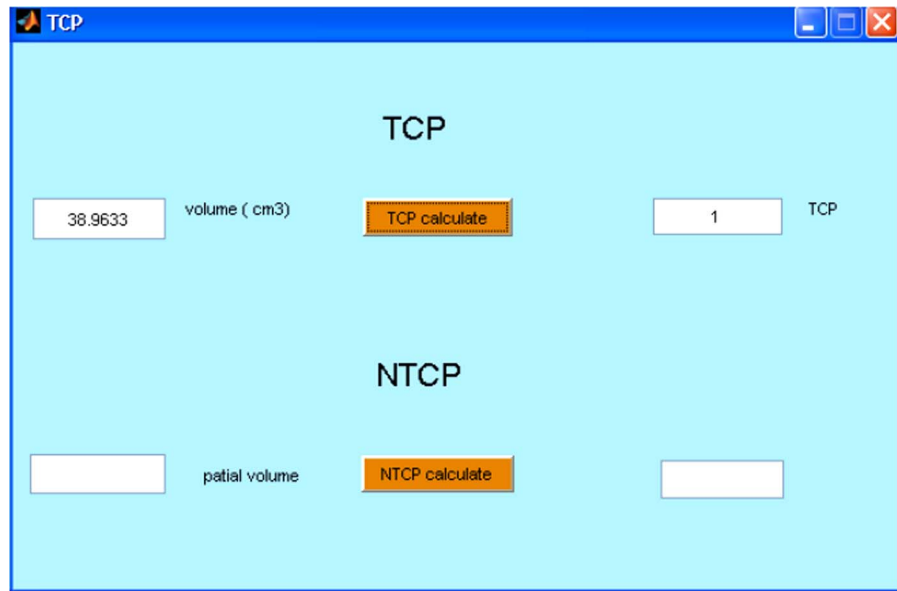 TCP
TCP
38.9633 volume ( cm3) TCP calculate 1 TCP
NTCP
patial volume NTCP calculate